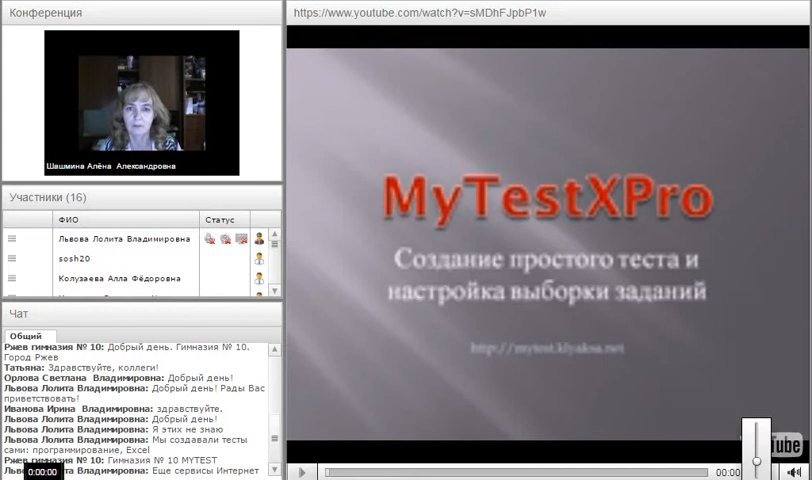 Конференция
Шашмина Алёна Александровна
Участники (16)
ФИО Статус
Львова Лолита Владимировна
sosh20
Колузаева Алла Фёдоровна
Чат
Общий
Ржев гимназия № 10: Добрый день. Гимназия № 10.
Город Ржев
Татьяна: Здравствуйте, коллеги!
Орлова Светлана Владимировна: Добрый день!
Львова Лолита Владимировна: Добрый день! Рады Вас
приветствовать!
Иванова Ирина Владимировна: здравствуйте.
Львова Лолита Владимировна: Добрый день!
Львова Лолита Владимировна: Я этих не знаю
Львова Лолита Владимировна: Мы создавали тесты
сами: программирование, Excel
Ржев гимназия № 10: Гимназия № 10 MYTEST
Львова Лолита Владимировна: Еще сервисы Интернет
0:00:00
https://www.youtube.com/watch?v=sMDhFJpbP1w
MyTestXPro
Создание простого теста и
настройка выборки заданий
http://mytest.klyaksa.net
00:00